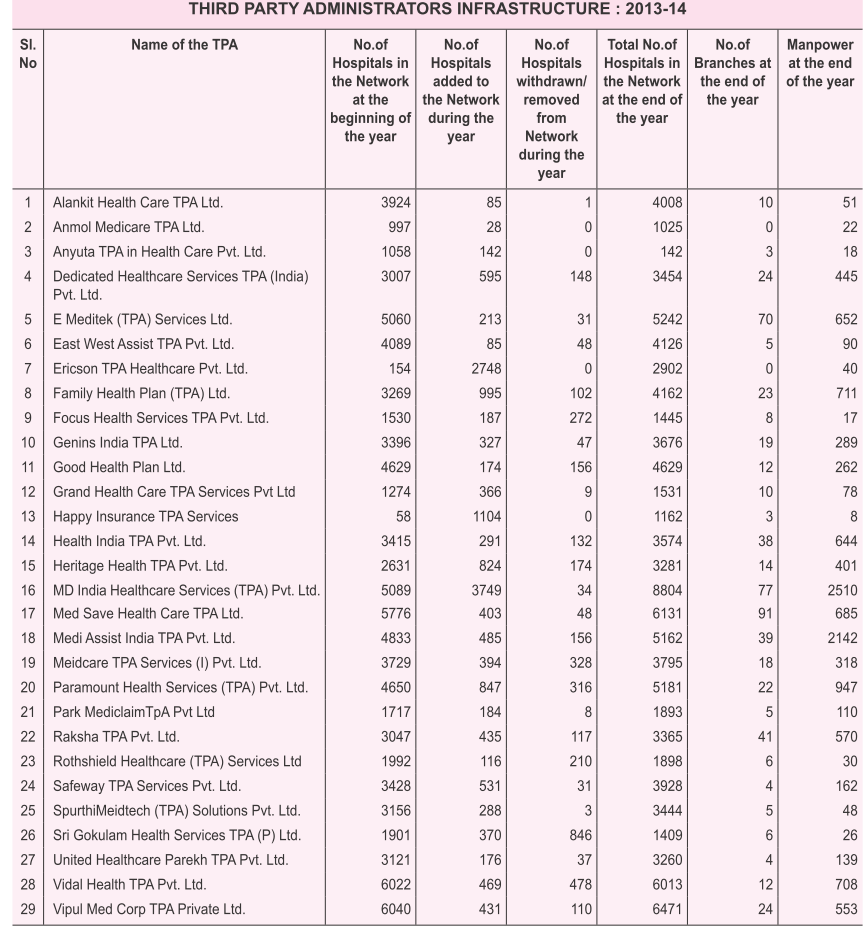 THIRD PARTY ADMINISTRATORS INFRASTRUCTURE : 2013-14
Sl. No | Name of the TPA | No.of Hospitals in the Network at the beginning of the year | No.of Hospitals added to the Network during the year | No.of Hospitals withdrawn/ removed from Network during the year | Total No.of Hospitals in the Network at the end of the year | No.of Branches at the end of the year | Manpower at the end of the year
1 Alankit Health Care TPA Ltd. 3924 85 1 4008 10 51
2 Anmol Medicare TPA Ltd. 997 28 0 1025 0 22
3 Anyuta TPA in Health Care Pvt. Ltd. 1058 142 0 142 3 18
4 Dedicated Healthcare Services TPA (India) 3007 595 148 3454 24 445
Pvt. Ltd.
5 E Meditek (TPA) Services Ltd. 5060 213 31 5242 70 652
6 East West Assist TPA Pvt. Ltd. 4089 85 48 4126 5 90
7 Ericson TPA Healthcare Pvt. Ltd. 154 2748 0 2902 0 40
8 Family Health Plan (TPA) Ltd. 3269 995 102 4162 23 711
9 Focus Health Services TPA Pvt. Ltd. 1530 187 272 1445 8 17
10 Genins India TPA Ltd. 3396 327 47 3676 19 289
11 Good Health Plan Ltd. 4629 174 156 4629 12 262
12 Grand Health Care TPA Services Pvt Ltd 1274 366 9 1531 10 78
13 Happy Insurance TPA Services 58 1104 0 1162 3 8
14 Health India TPA Pvt. Ltd. 3415 291 132 3574 38 644
15 Heritage Health TPA Pvt. Ltd. 2631 824 174 3281 14 401
16 MD India Healthcare Services (TPA) Pvt. Ltd. 5089 3749 34 8804 77 2510
17 Med Save Health Care TPA Ltd. 5776 403 48 6131 91 685
18 Medi Assist India TPA Pvt. Ltd. 4833 485 156 5162 39 2142
19 Meidcare TPA Services (I) Pvt. Ltd. 3729 394 328 3795 18 318
20 Paramount Health Services (TPA) Pvt. Ltd. 4650 847 316 5181 22 947
21 Park MediclaimTpA Pvt Ltd 1717 184 8 1893 5 110
22 Raksha TPA Pvt. Ltd. 3047 435 117 3365 41 570
23 Rothshield Healthcare (TPA) Services Ltd 1992 116 210 1898 6 30
24 Safeway TPA Services Pvt. Ltd. 3428 531 31 3928 4 162
25 SpurthiMeidtech (TPA) Solutions Pvt. Ltd. 3156 288 3 3444 5 48
26 Sri Gokulam Health Services TPA (P) Ltd. 1901 370 846 1409 6 26
27 United Healthcare Parekh TPA Pvt. Ltd. 3121 176 37 3260 4 139
28 Vidal Health TPA Pvt. Ltd. 6022 469 478 6013 12 708
29 Vipul Med Corp TPA Private Ltd. 6040 431 110 6471 24 553